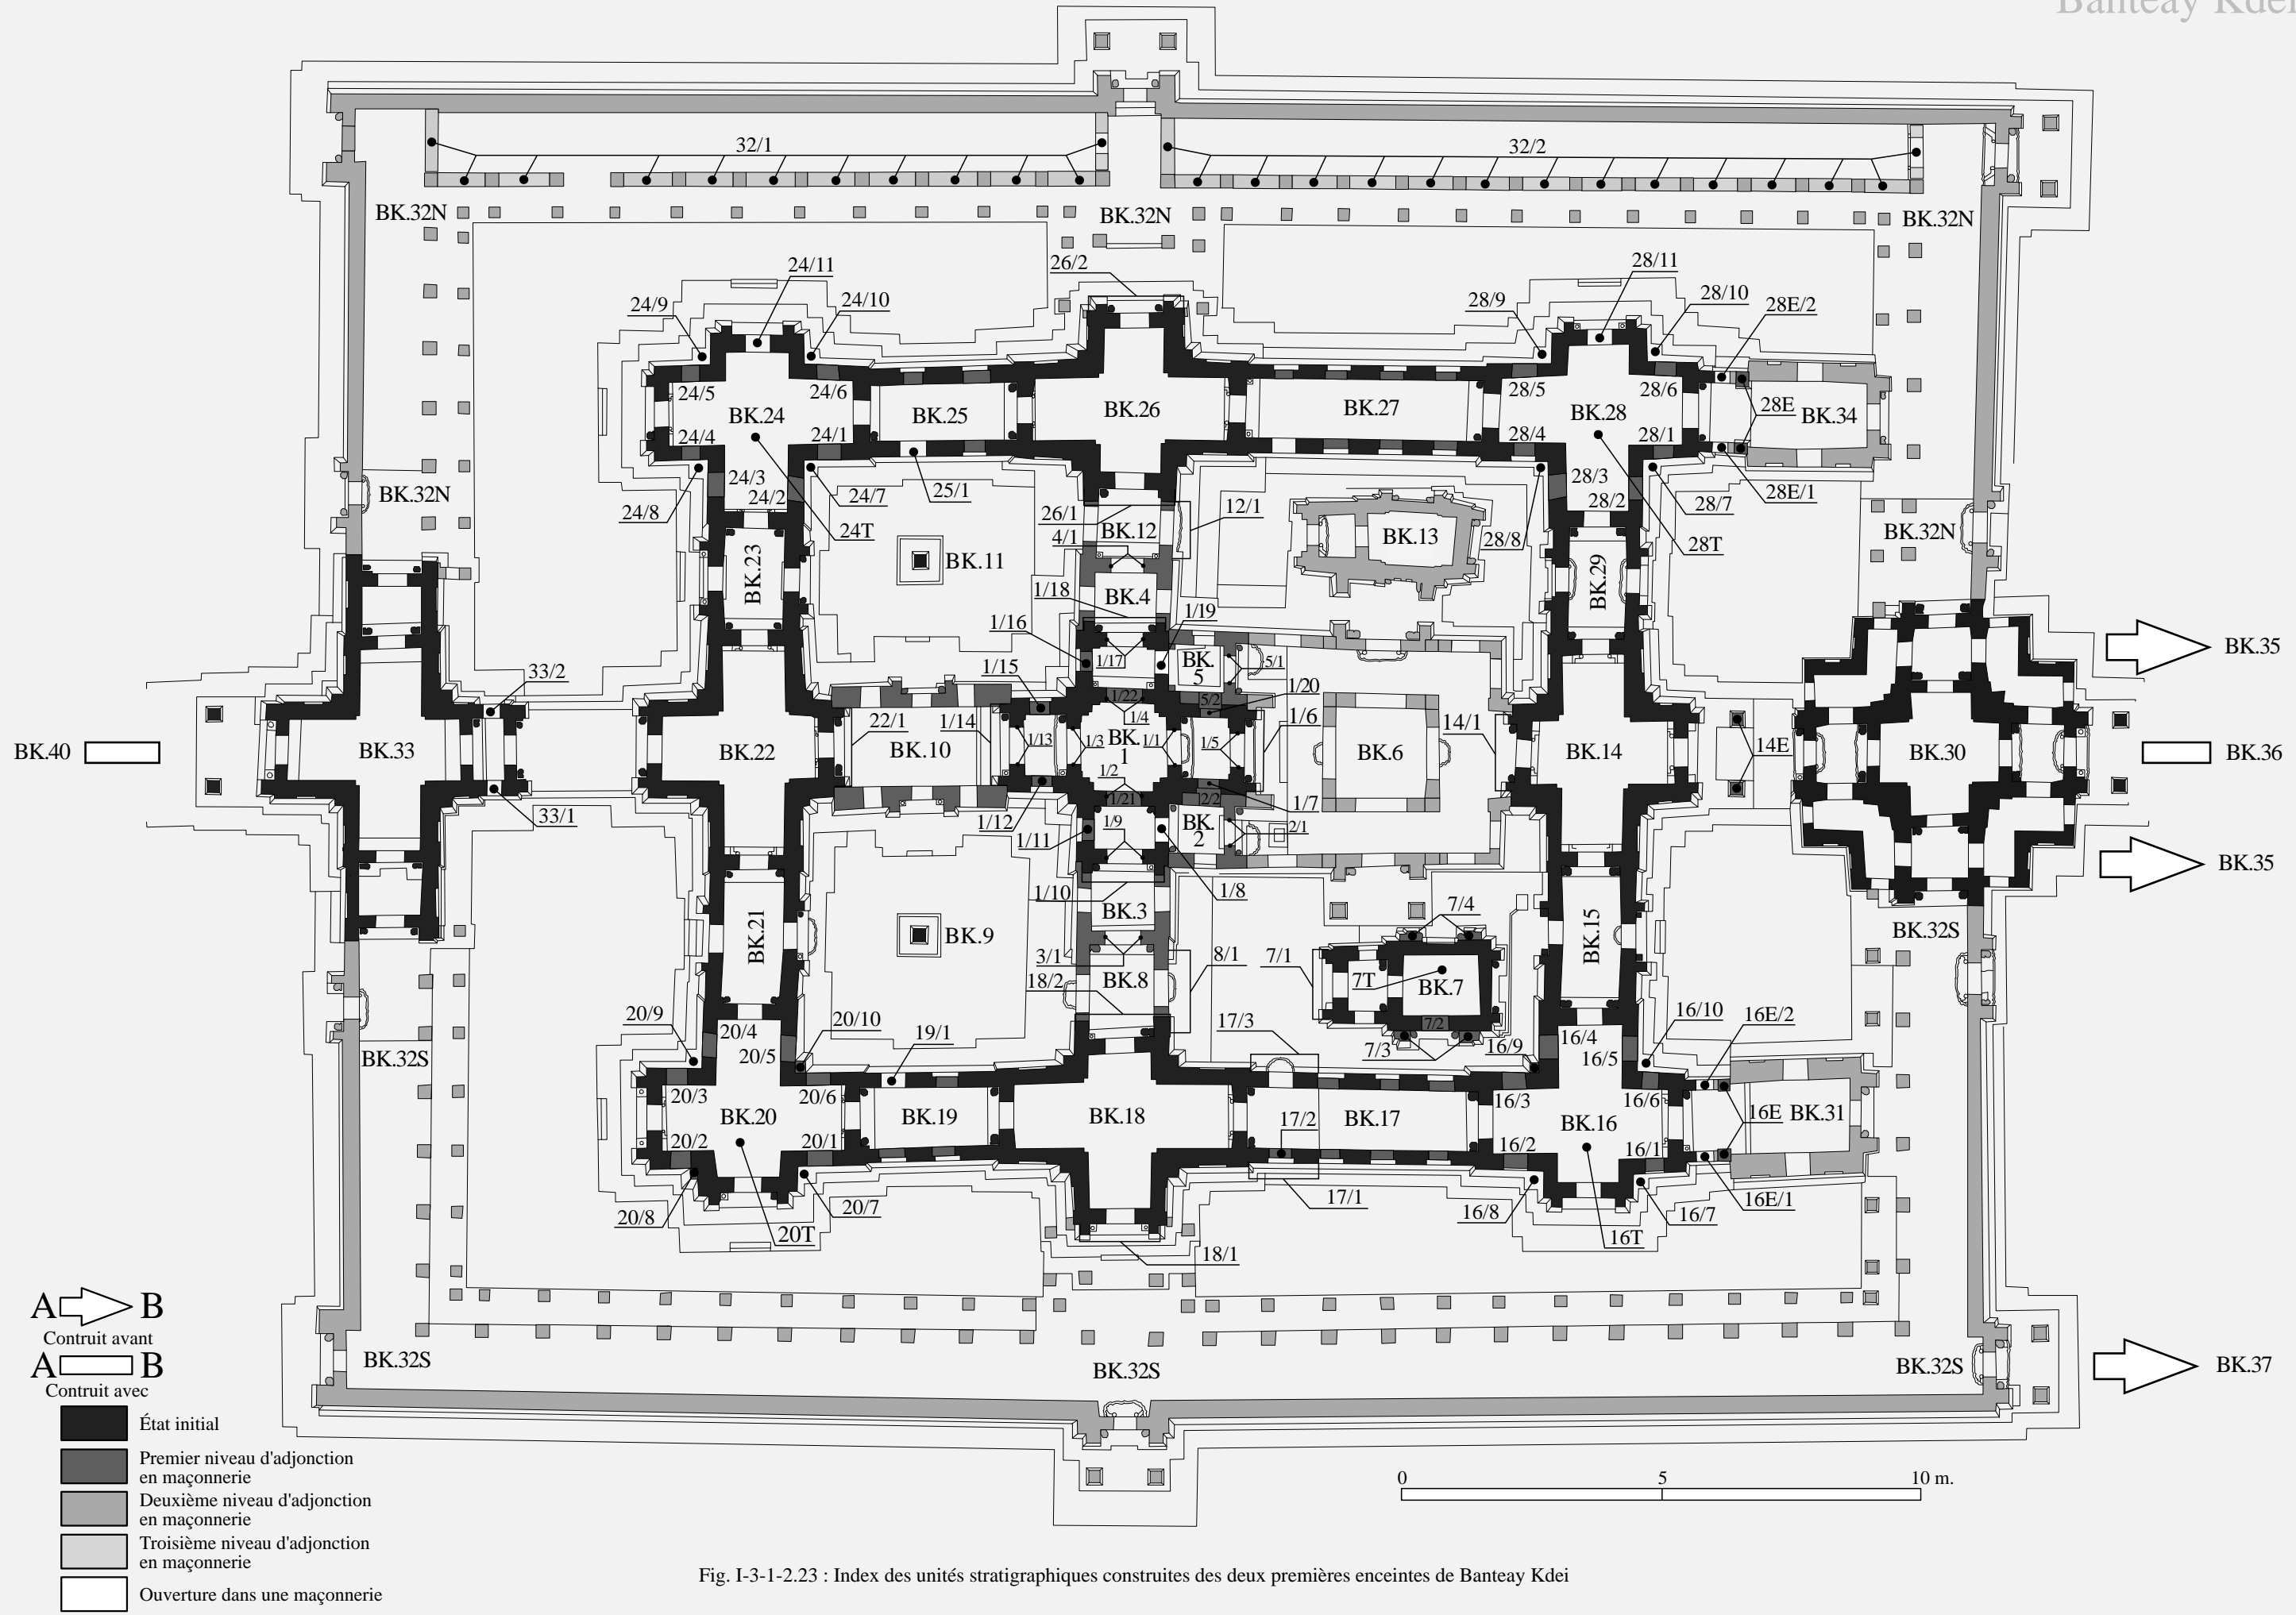 Banteay Kdei
32/1
32/2
BK.32N
BK.32N
BK.32N
24/11
26/2
28/11
24/9
24/10
28/9
28/10
28E/2
24/5
24/6
28/5
28/6
BK.24
BK.25
BK.26
BK.27
BK.28
28E
BK.34
24/4
24/1
28/4
28/1
24/3
24/2
28/3
28/2
BK.32N
24/8
24/7
25/1
26/1
12/1
28/7
28E/1
24T
BK.12
4/1
BK.13
28/8
28T
BK.32N
BK.23
BK.11
BK.29
1/18
BK.4
1/19
1/16
1/17
BK.
5
5/1
BK.35
33/2
1/15
1/22
5/2
1/20
1/4
BK.40
BK.33
BK.22
22/1
BK.10
1/14
1/13
1/3
BK.
1
1/1
1/5
1/6
BK.6
14/1
BK.14
14E
BK.30
BK.36
1/2
1/21
2/2
33/1
1/12
1/11
1/9
BK.
2
2/1
1/7
BK.35
1/10
BK.3
1/8
BK.21
BK.9
7/4
BK.15
BK.32S
3/1
BK.8
8/1
7/1
7T
BK.7
18/2
7/2
20/9
20/4
20/5
20/10
19/1
17/3
7/3
16/9
16/4
16/5
16/10
16E/2
BK.32S
20/3
20/6
16/3
16/6
BK.20
BK.19
BK.18
17/2
BK.17
BK.16
16E
BK.31
20/2
20/1
16/2
16/1
20/8
20/7
17/1
16/8
16/7
16E/1
20T
18/1
16T
A B
Contruit avant
A B
Contruit avec
BK.32S
BK.32S
BK.32S
BK.37
État initial
Premier niveau d'adjonction
en maçonnerie
Deuxième niveau d'adjonction
en maçonnerie
Troisième niveau d'adjonction
en maçonnerie
Ouverture dans une maçonnerie
0 5 10 m.
Fig. I-3-1-2.23 : Index des unités stratigraphiques construites des deux premières enceintes de Banteay Kdei